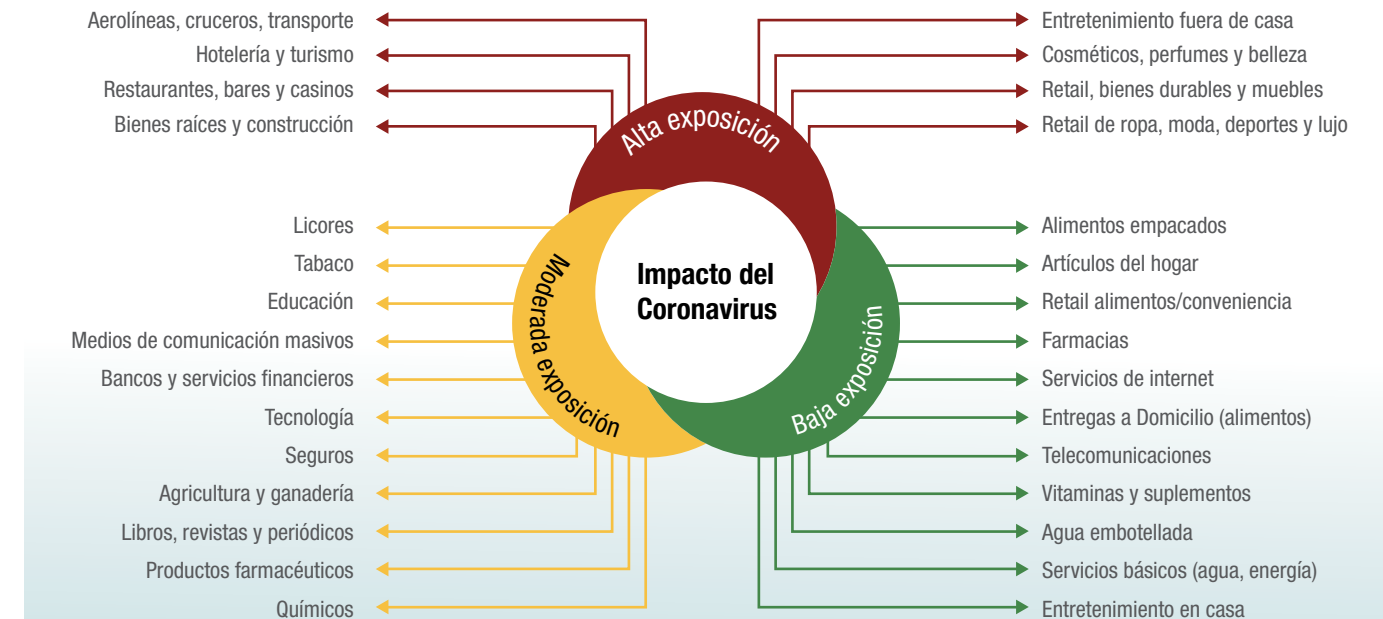 Aerolíneas, cruceros, transporte
Hotelería y turismo
Restaurantes, bares y casinos
Bienes raíces y construcción
Entretenimiento fuera de casa
Cosméticos, perfumes y belleza
Retail, bienes durables y muebles
Retail de ropa, moda, deportes y lujo
Alta exposición
Impacto del
Coronavirus
Moderada exposición
Baja exposición
Licores
Tabaco
Educación
Medios de comunicación masivos
Bancos y servicios financieros
Tecnología
Seguros
Agricultura y ganadería
Libros, revistas y periódicos
Productos farmacéuticos
Químicos
Alimentos empacados
Artículos del hogar
Retail alimentos/conveniencia
Farmacias
Servicios de internet
Entregas a Domicilio (alimentos)
Telecomunicaciones
Vitaminas y suplementos
Agua embotellada
Servicios básicos (agua, energía)
Entretenimiento en casa